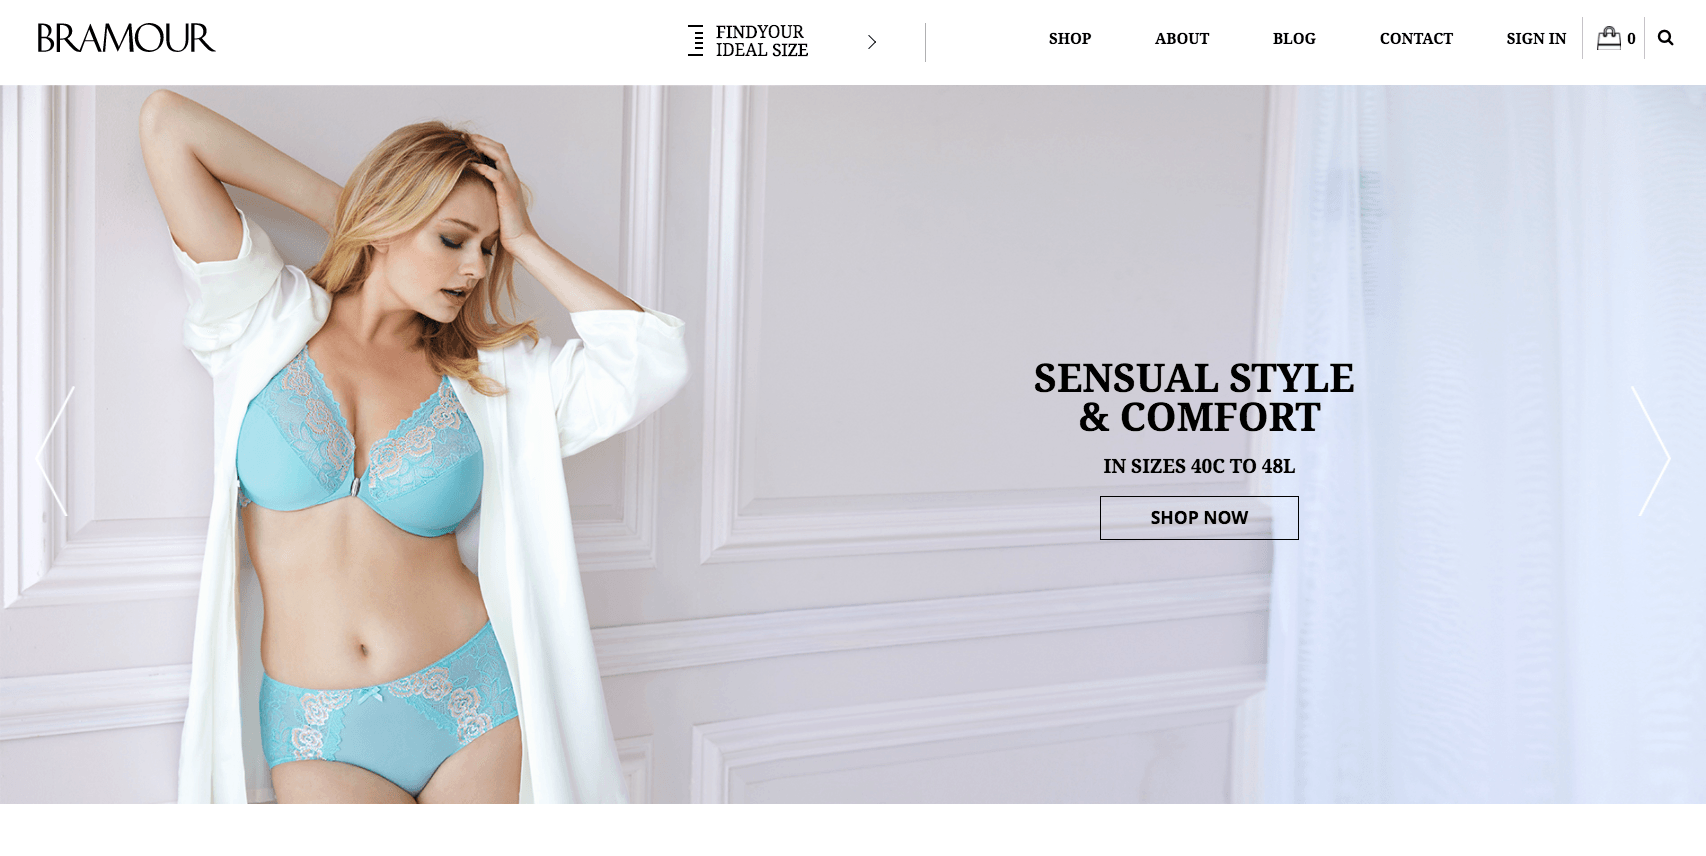 BRAMOUR
FINDYOUR
IDEAL SIZE
SHOP
ABOUT
BLOG
CONTACT
SIGN IN
0
SENSUAL STYLE
& COMFORT
IN SIZES 40C TO 48L
SHOP NOW